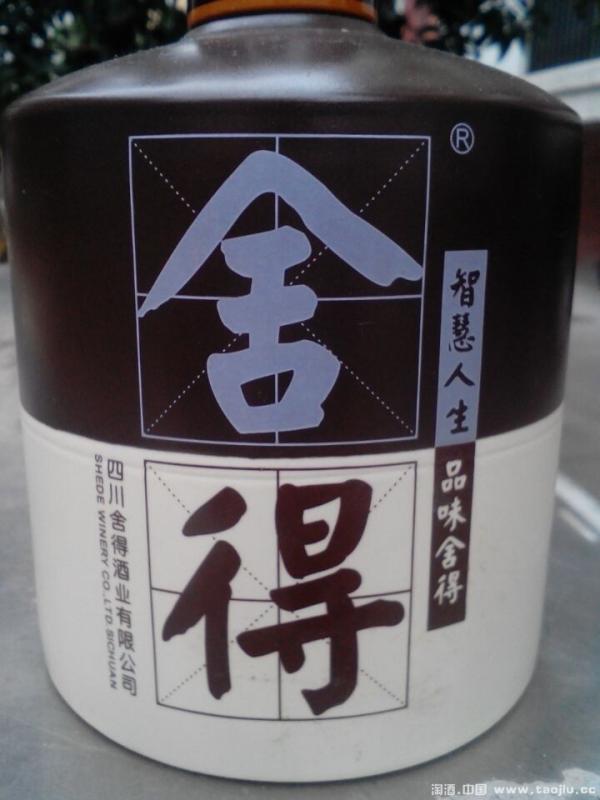 舍
得
®
智慧人生
品味舍得
四川舍得酒业有限公司
SHEDE WINERY CO.,LTD.SICHUAN
淘酒.中国 www.taojiu.cc